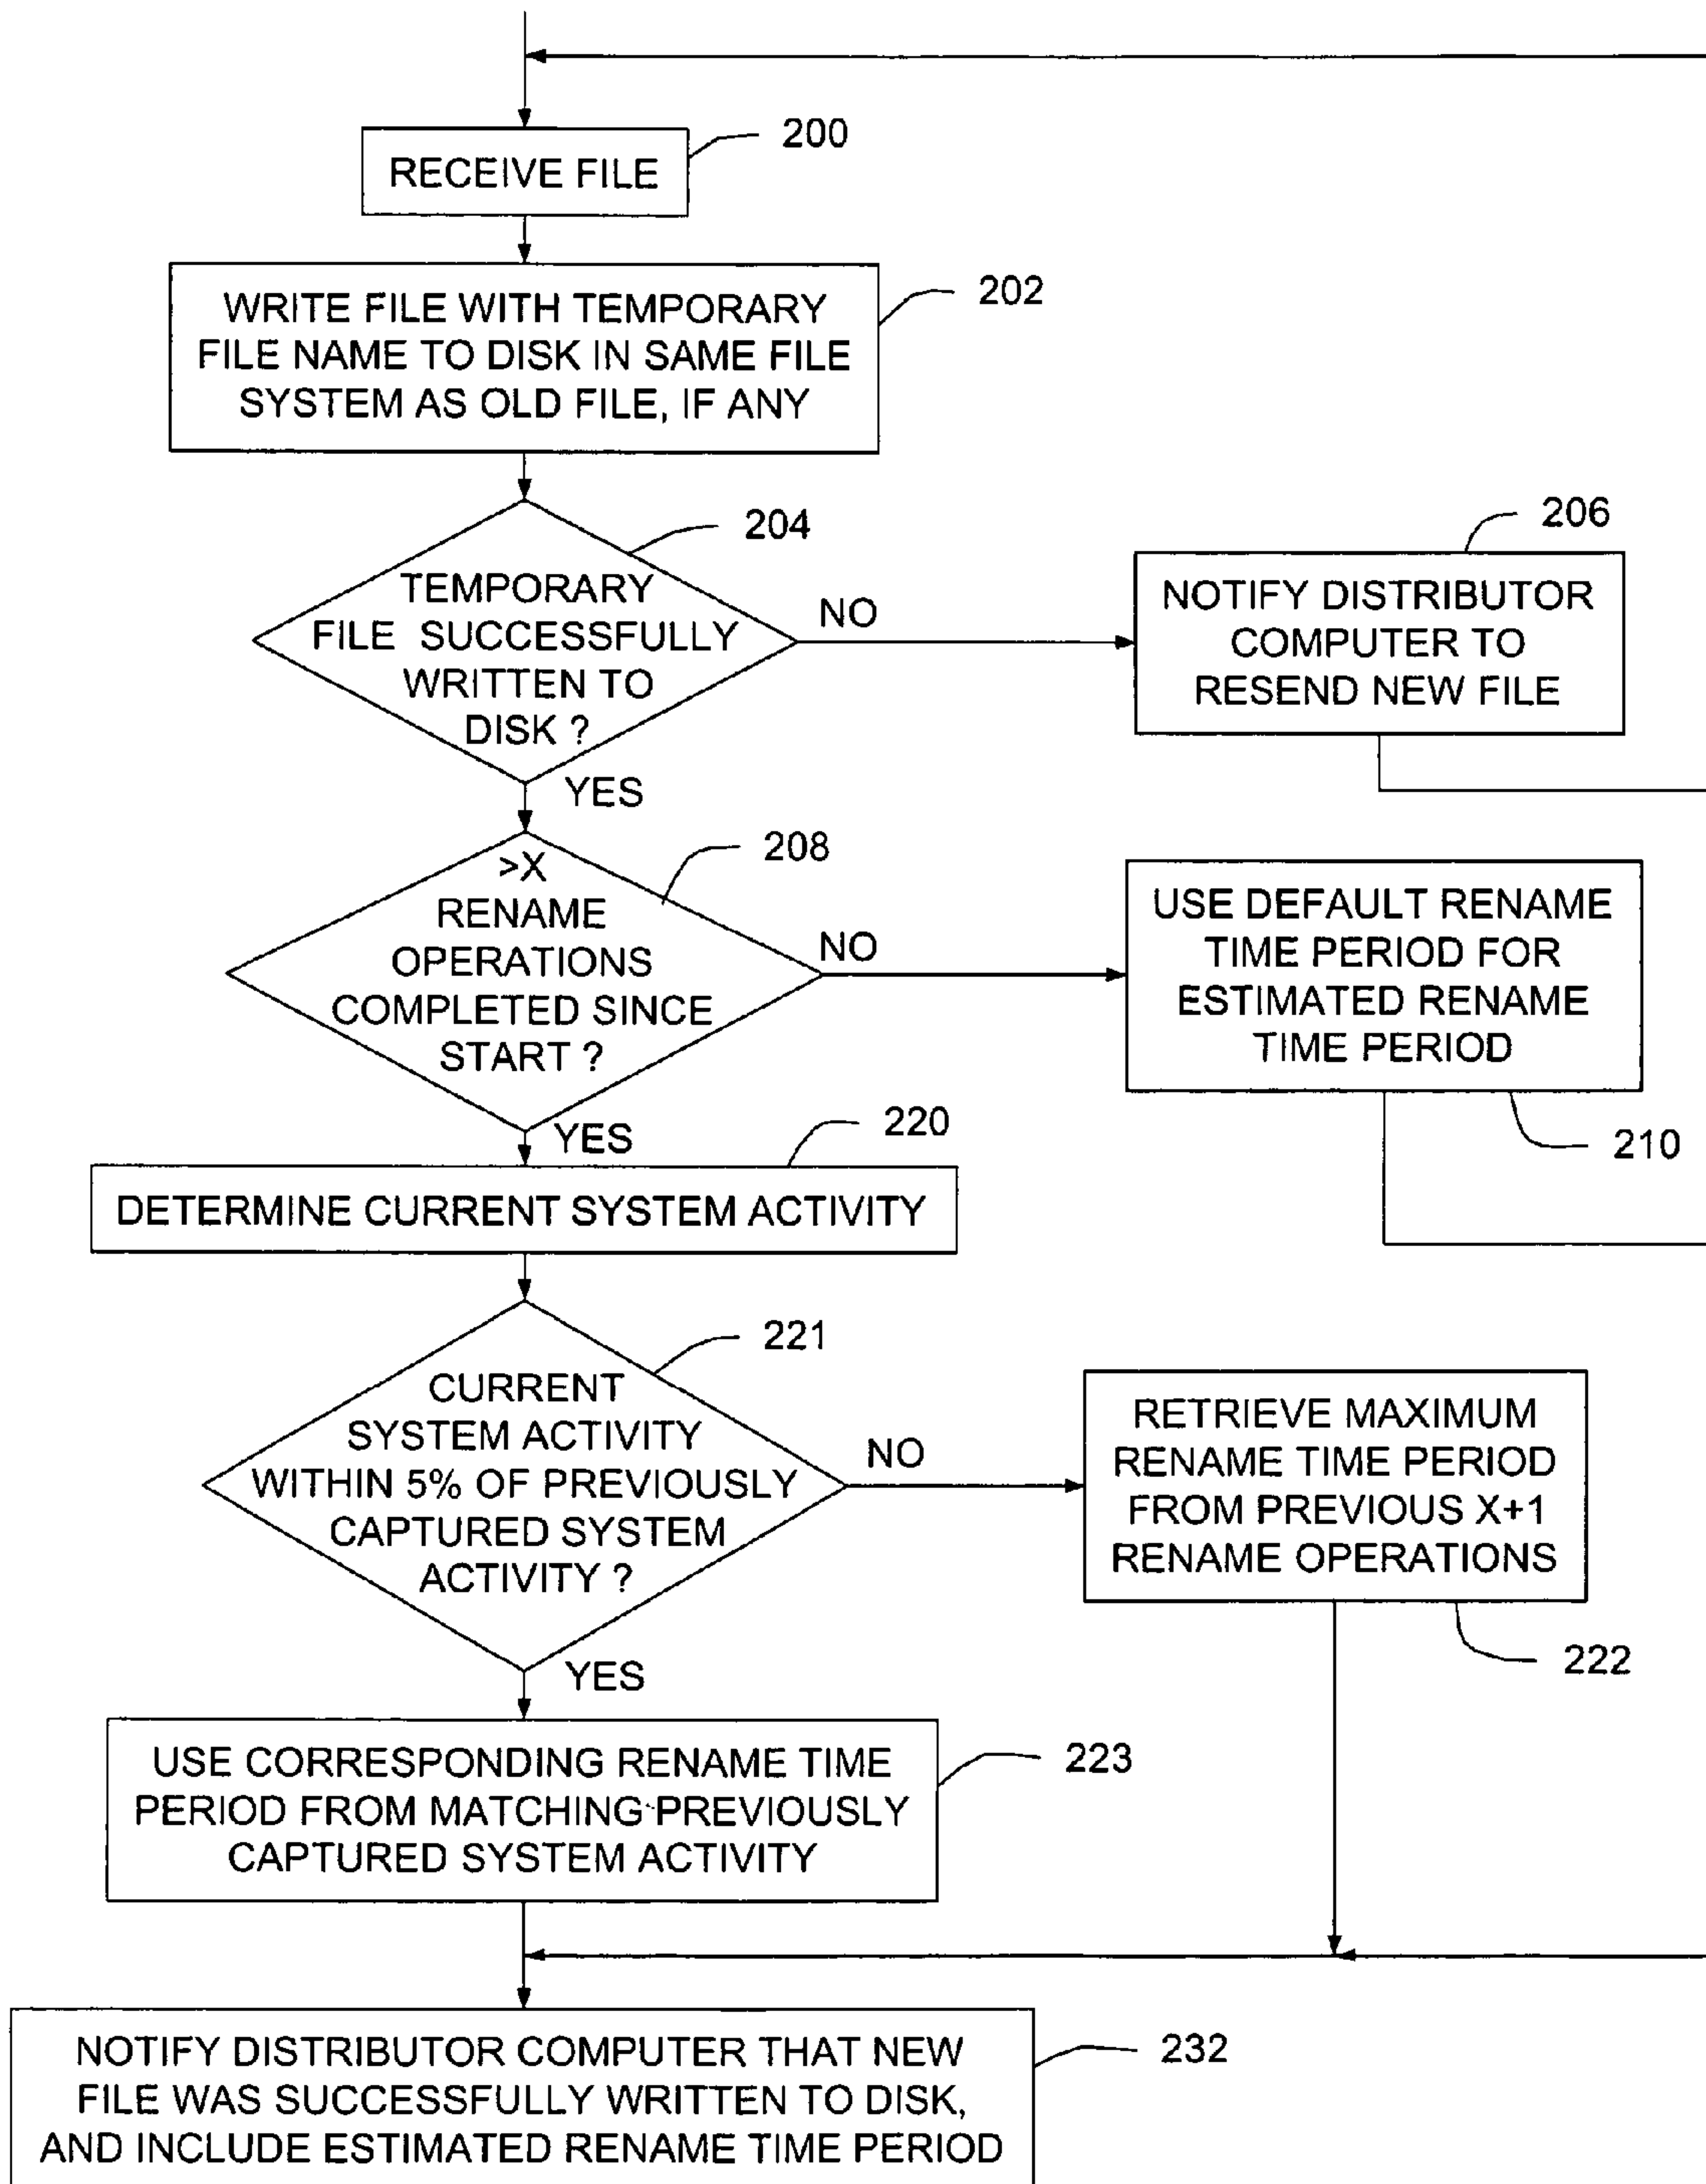 200
RECEIVE FILE
202
WRITE FILE WITH TEMPORARY
FILE NAME TO DISK IN SAME FILE
SYSTEM AS OLD FILE, IF ANY
204
TEMPORARY
FILE SUCCESSFULLY
WRITTEN TO
DISK ?
NO
YES
206
NOTIFY DISTRIBUTOR
COMPUTER TO
RESEND NEW FILE
208
>X
RENAME
OPERATIONS
COMPLETED SINCE
START ?
NO
YES
USE DEFAULT RENAME
TIME PERIOD FOR
ESTIMATED RENAME
TIME PERIOD
210
220
DETERMINE CURRENT SYSTEM ACTIVITY
221
CURRENT
SYSTEM ACTIVITY
WITHIN 5% OF PREVIOUSLY
CAPTURED SYSTEM
ACTIVITY ?
NO
YES
RETRIEVE MAXIMUM
RENAME TIME PERIOD
FROM PREVIOUS X+1
RENAME OPERATIONS
222
223
USE CORRESPONDING RENAME TIME
PERIOD FROM MATCHING PREVIOUSLY
CAPTURED SYSTEM ACTIVITY
232
NOTIFY DISTRIBUTOR COMPUTER THAT NEW
FILE WAS SUCCESSFULLY WRITTEN TO DISK,
AND INCLUDE ESTIMATED RENAME TIME PERIOD